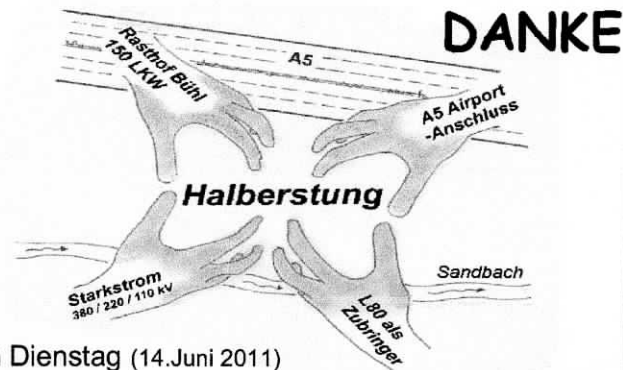 DANKE
A5
Rasthof Bühl
150 LKW
A5 Airport
-Anschluss
Halberstung
Starkstrom
380 / 220 / 110 kV
Sandbach
L80 als
Zubringer
Dienstag (14.Juni 2011)